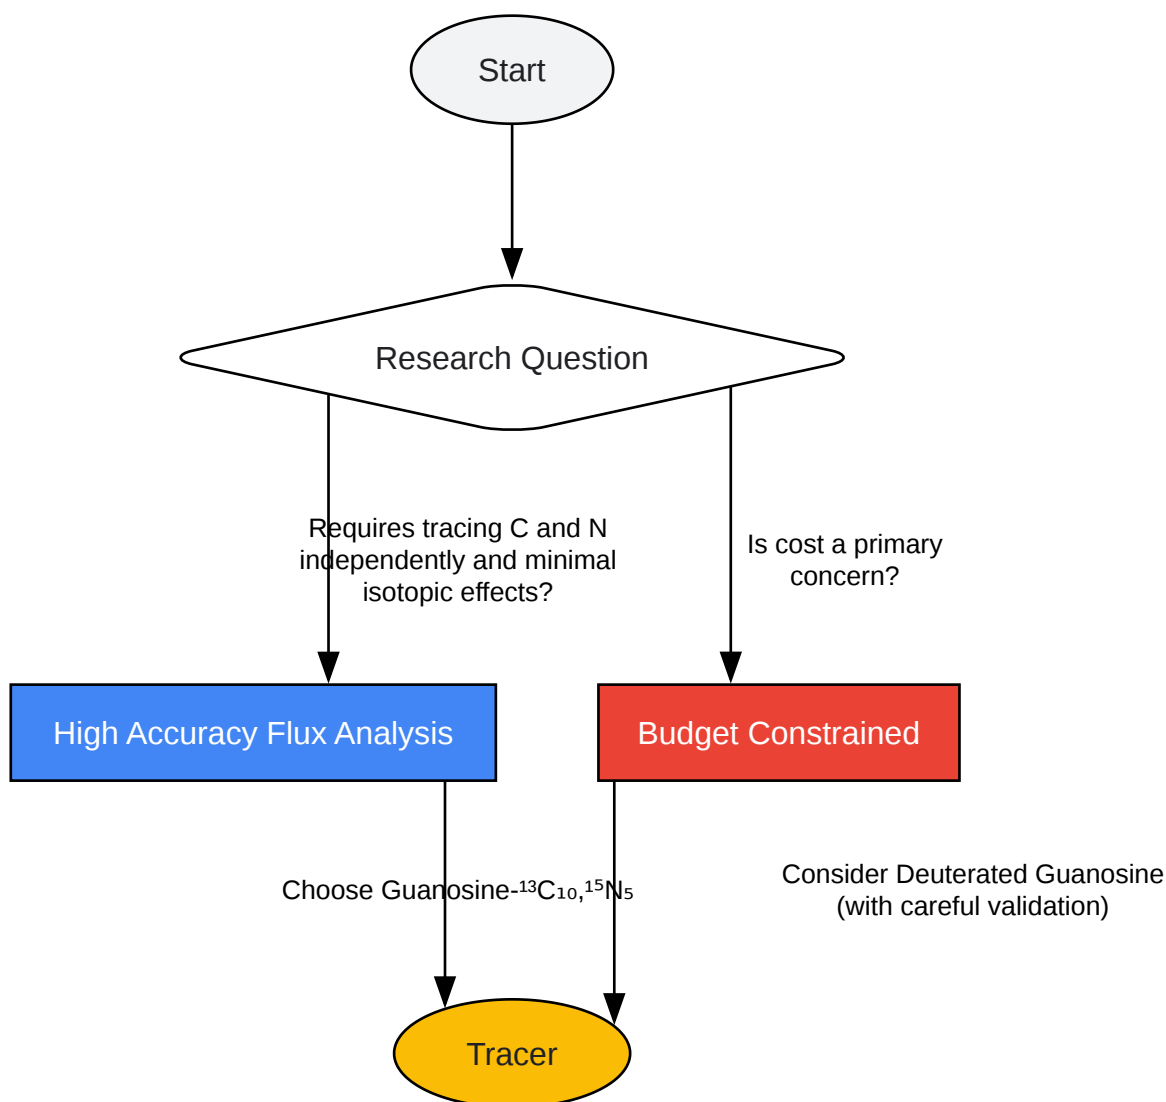 Start
Research Question
Requires tracing C and N
independently and minimal
isotopic effects?
Is cost a primary
concern?
High Accuracy Flux Analysis
Budget Constrained
Choose Guanosine-¹³C₁₀,¹⁵N₅
Consider Deuterated Guanosine
(with careful validation)
Tracer